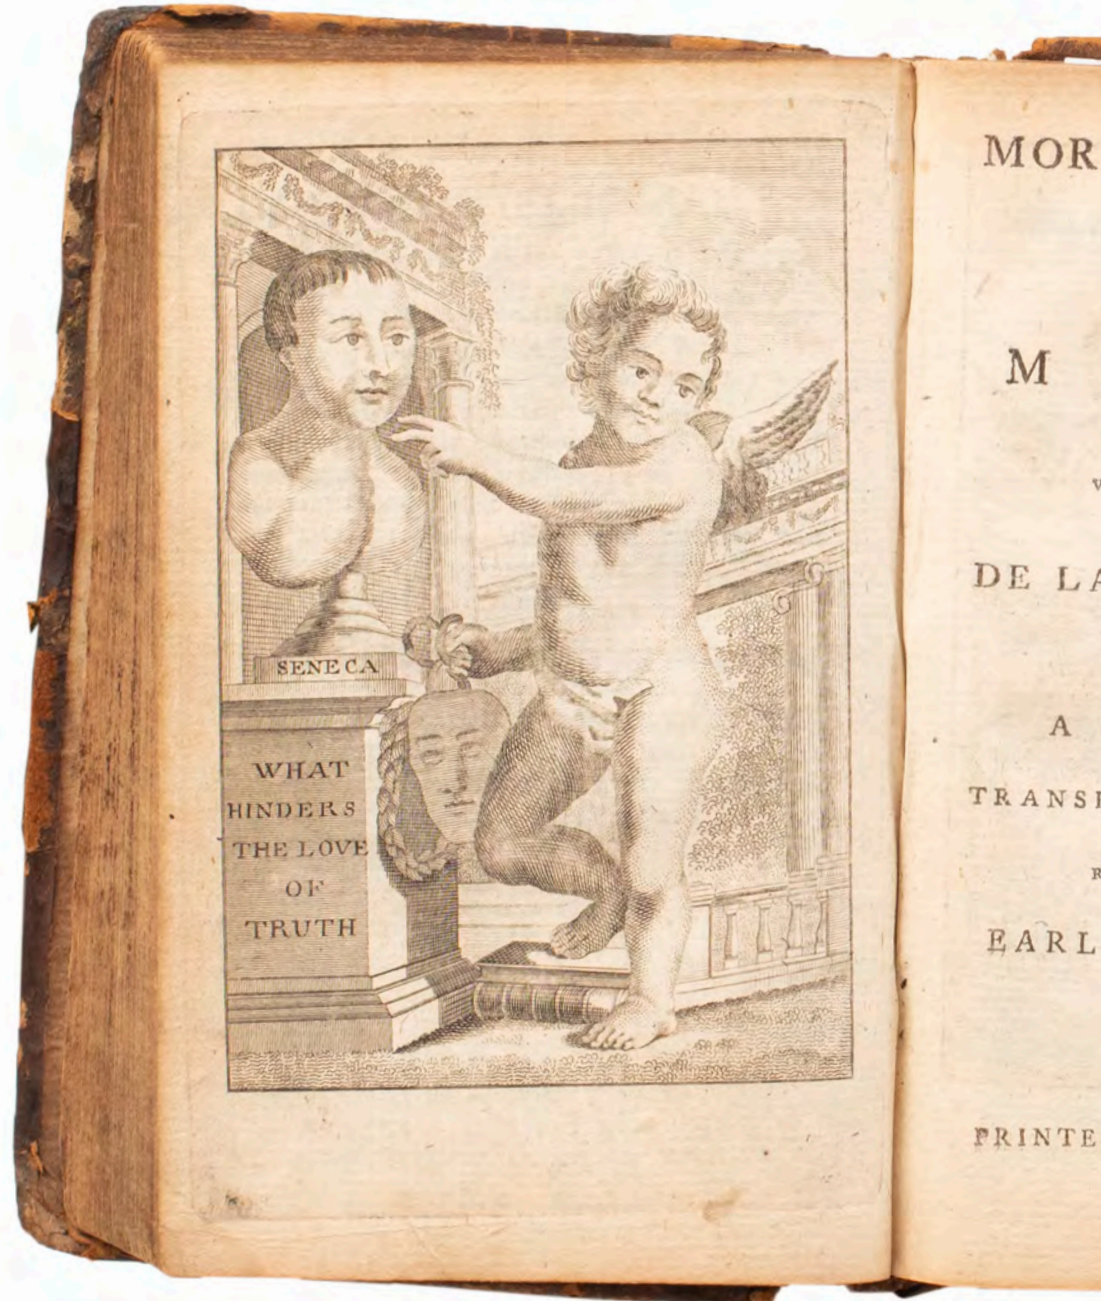 SENECA
WHAT
HINDERS
THE LOVE
OF
TRUTH
MOR
M
DE LA
A
TRANS
EARL
PRINTE